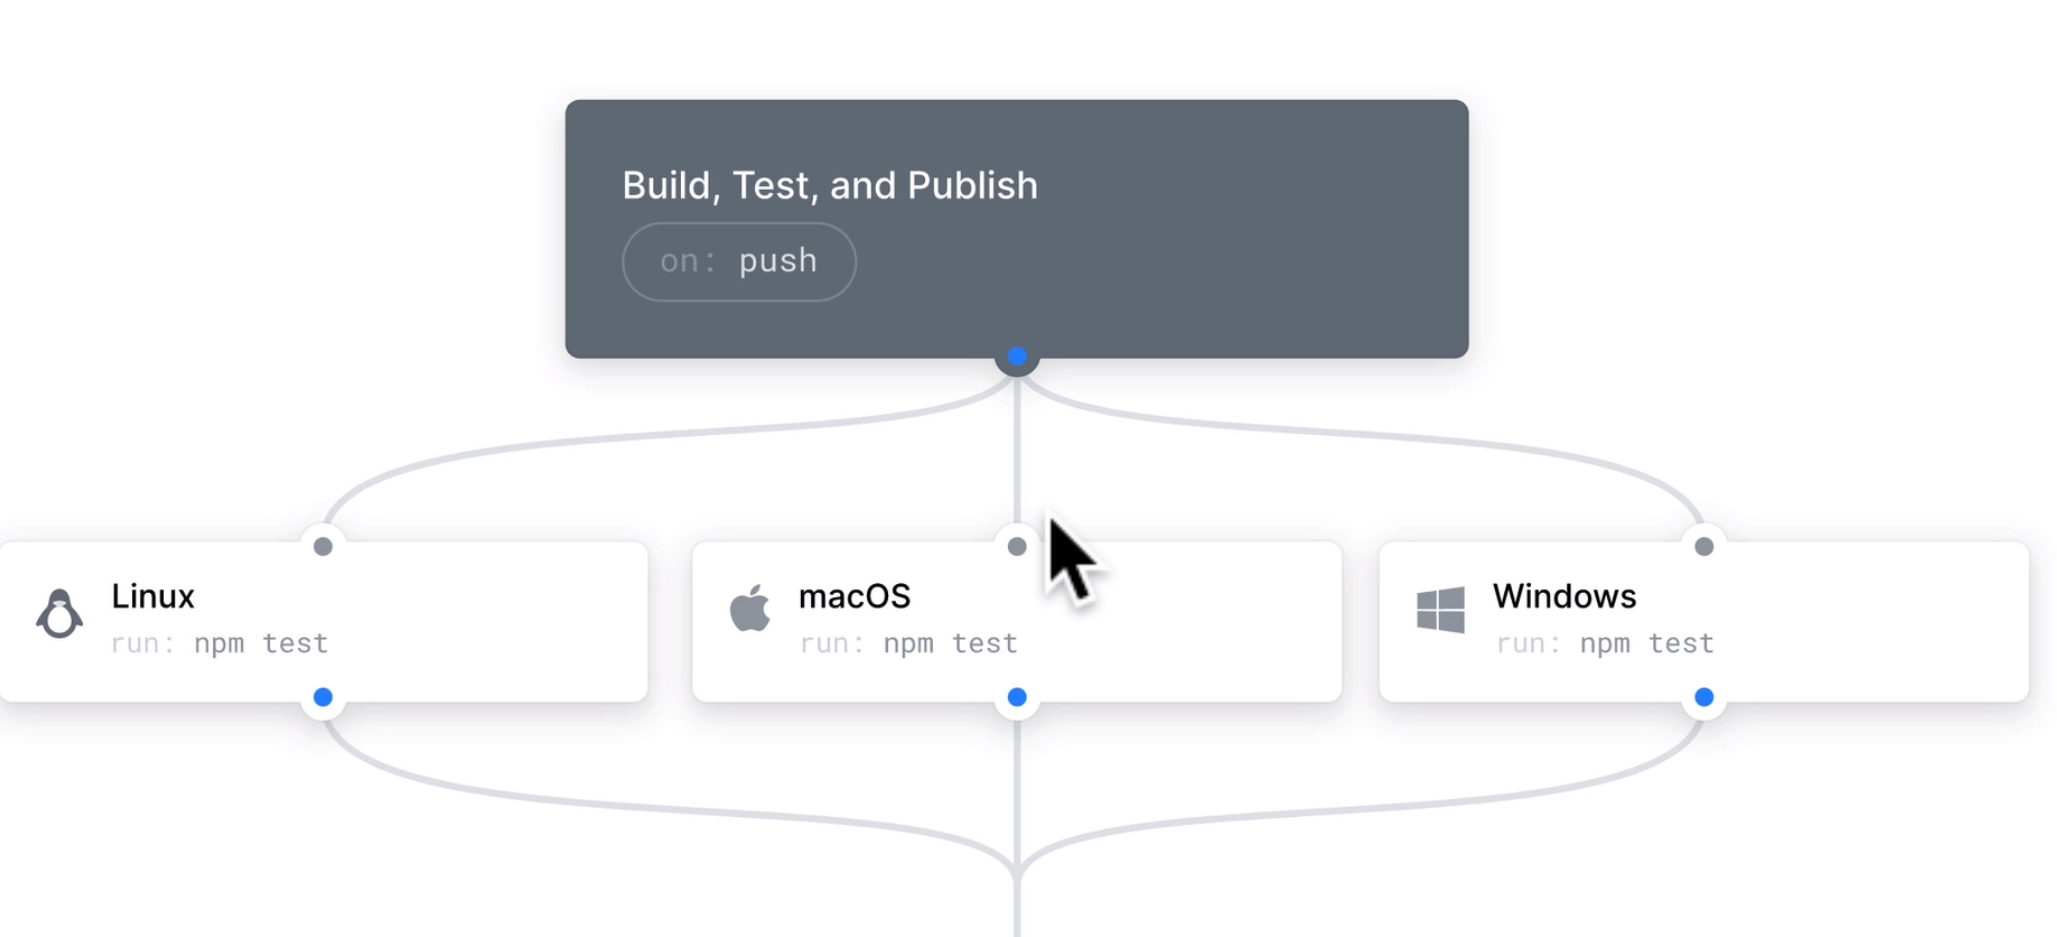 Build, Test, and Publish
on: push
Linux
run: npm test
macOS
run: npm test
Windows
run: npm test